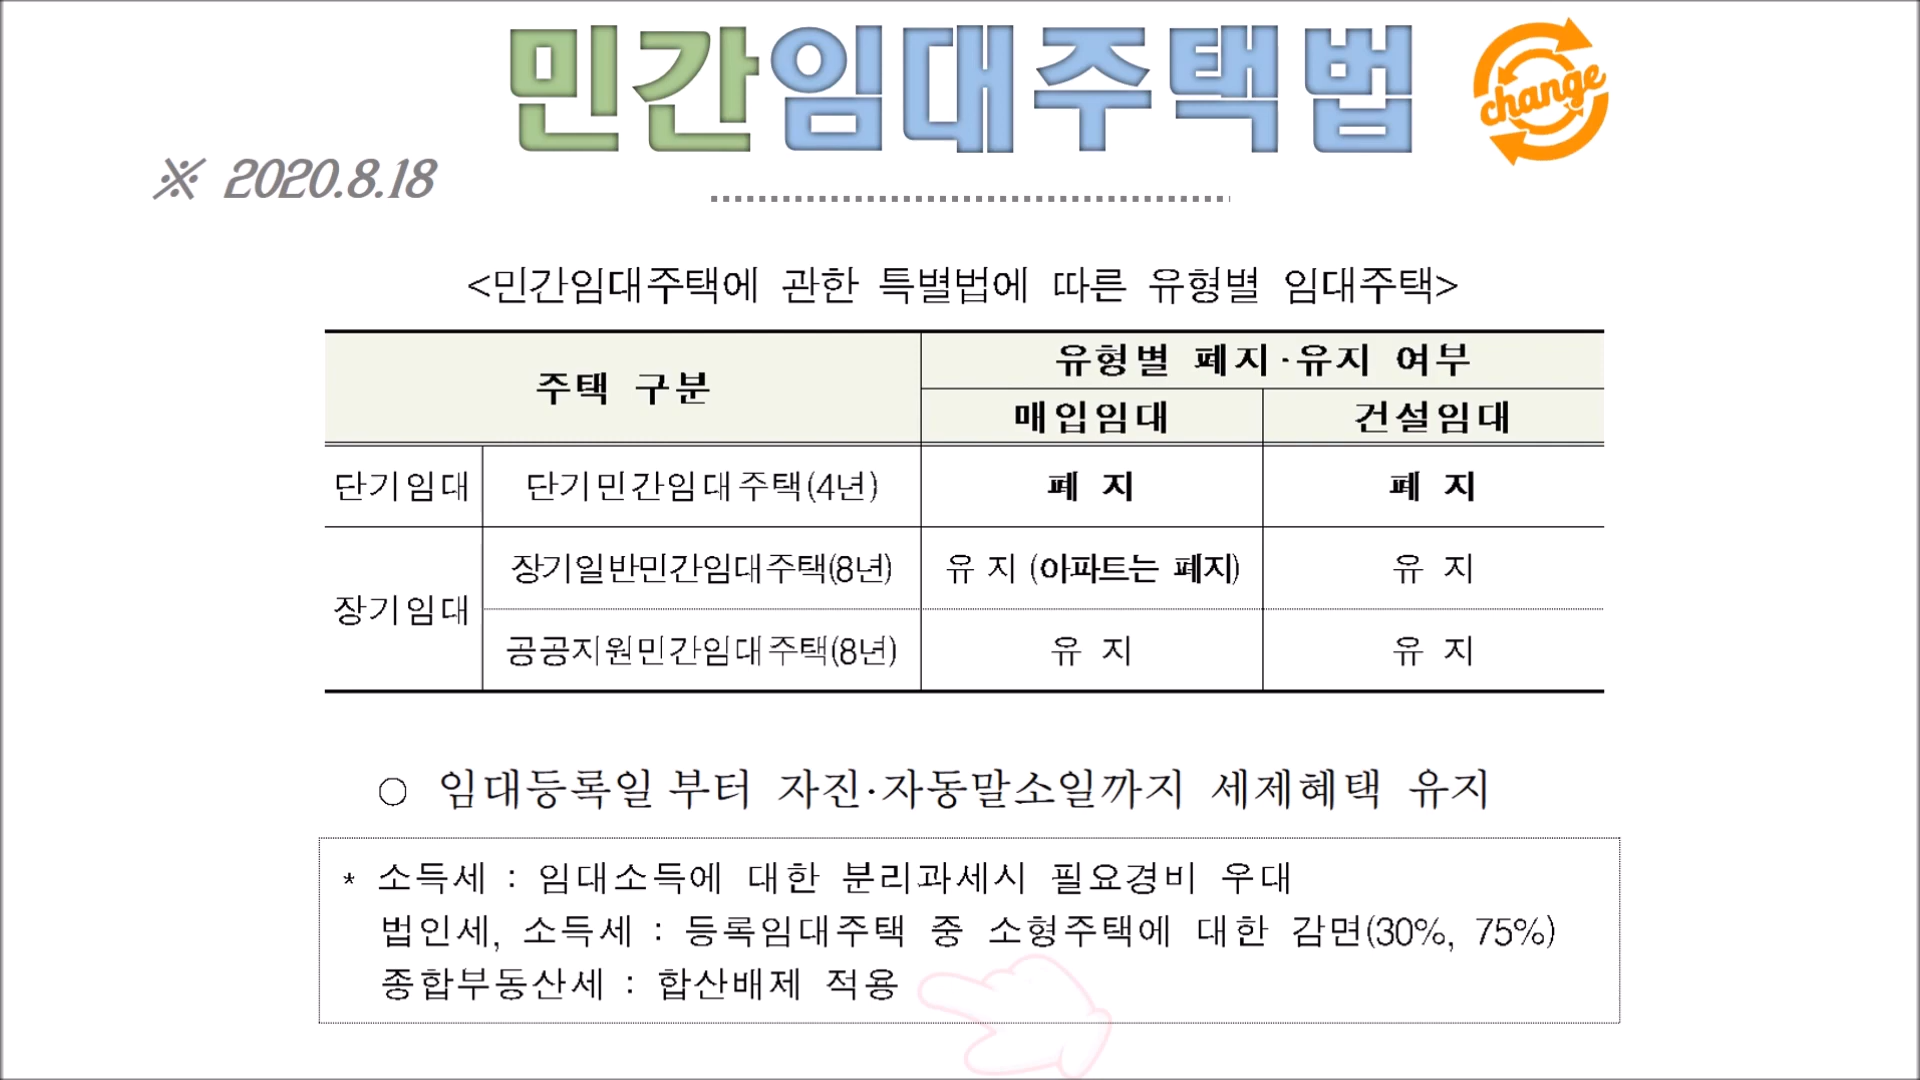 민간임대주택법
change
※ 2020.8.18
<민간임대주택에 관한 특별법에 따른 유형별 임대주택>
주택 구분
유형별 폐지·유지 여부
매입임대 건설임대
단기임대 단기민간임대주택(4년) 폐 지 폐 지
장기임대
장기일반민간임대주택(8년) 유 지 (아파트는 폐지) 유 지
공공지원민간임대주택(8년) 유 지 유 지
○ 임대등록일 부터 자진·자동말소일까지 세제혜택 유지
* 소득세 : 임대소득에 대한 분리과세시 필요경비 우대
법인세, 소득세 : 등록임대주택 중 소형주택에 대한 감면(30%, 75%)
종합부동산세 : 합산배제 적용